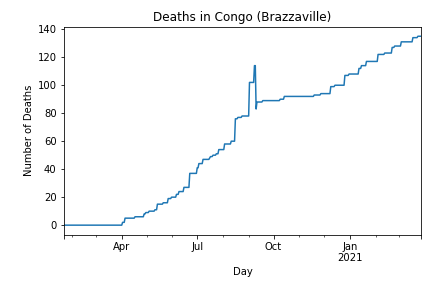 Deaths in Congo (Brazzaville)
140
120
100
80
60
40
20
0
Number of Deaths
Apr
Jul
Oct
Jan
2021
Day